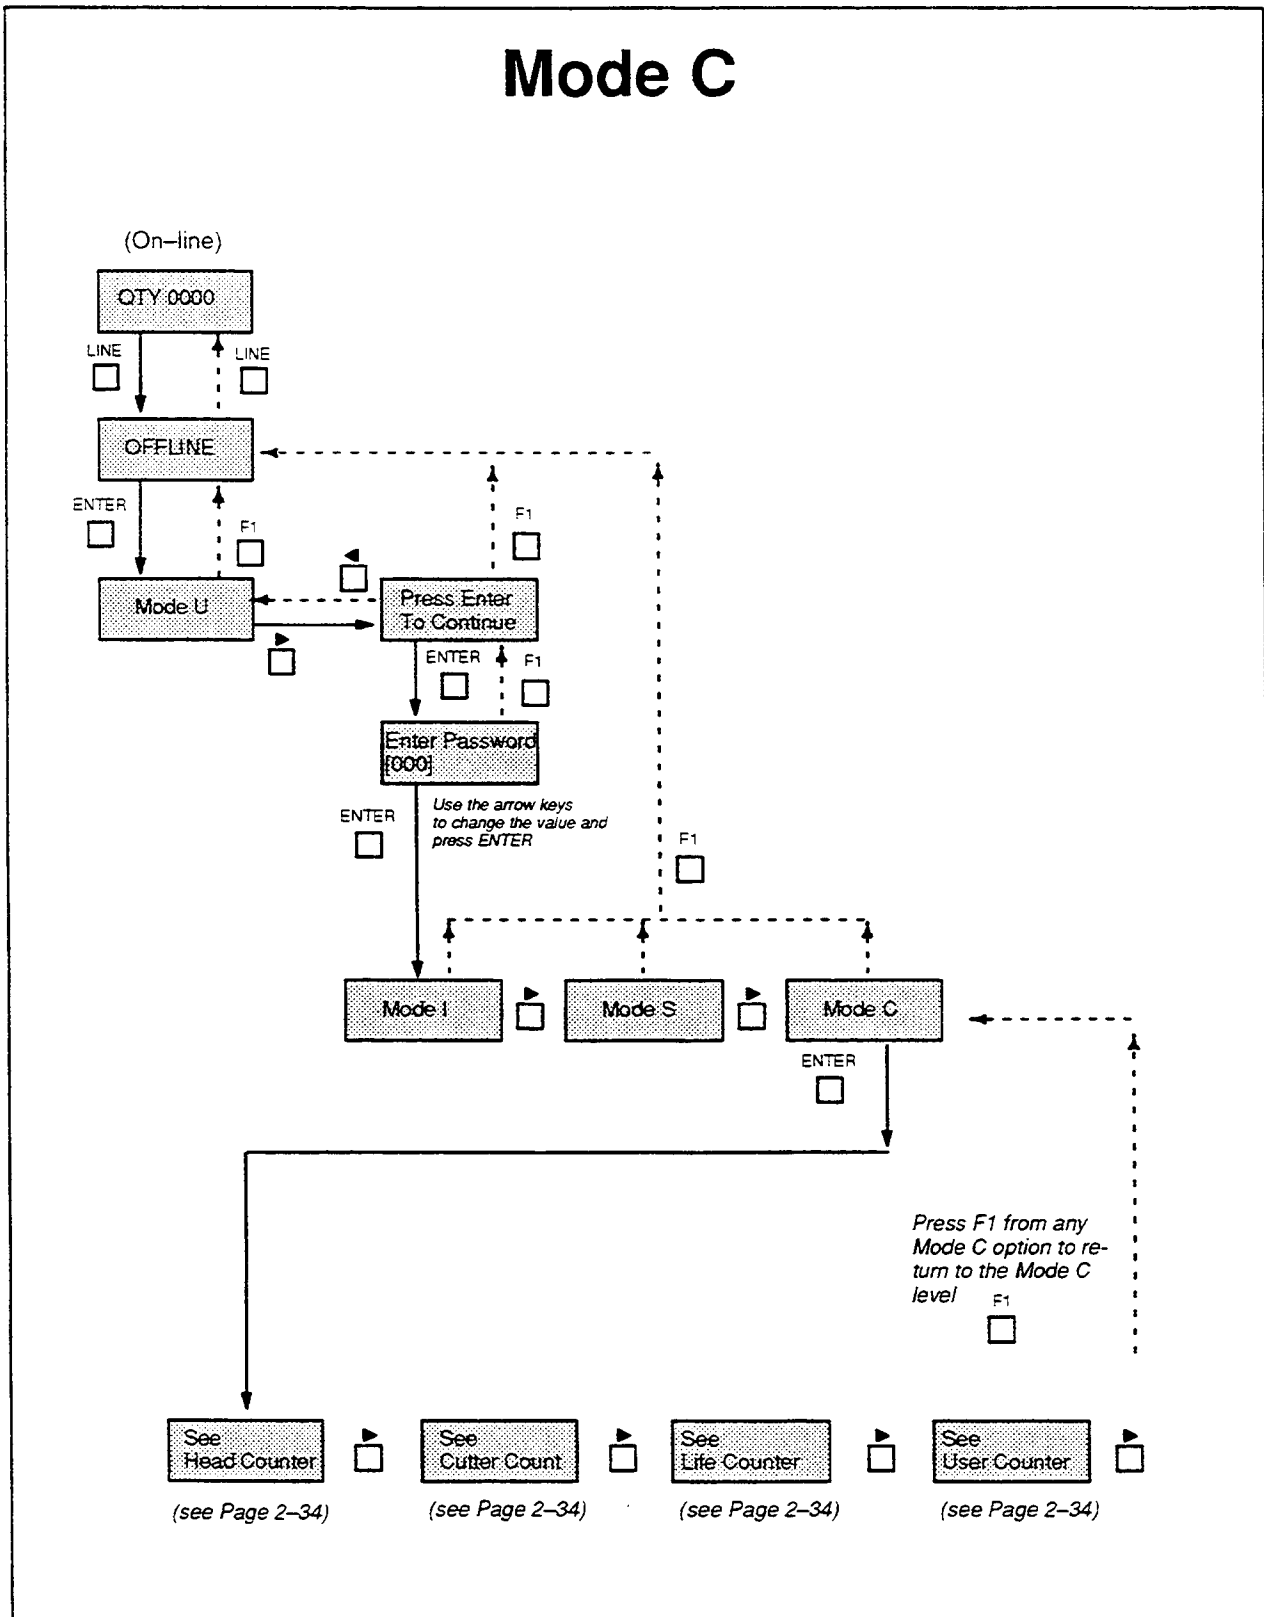 Mode C
(On–line)
QTY 0000
LINE
LINE
OFFLINE
ENTER
F1
F1
Mode U
Press Enter
To Continue
ENTER
F1
Enter Password
[000]
Use the arrow keys
to change the value and
press ENTER
ENTER
F1
Mode I
Mode S
Mode C
ENTER
Press F1 from any
Mode C option to re-
turn to the Mode C
level
F1
See
Head Counter
See
Cutter Count
See
Life Counter
See
User Counter
(see Page 2–34)
(see Page 2–34)
(see Page 2–34)
(see Page 2–34)